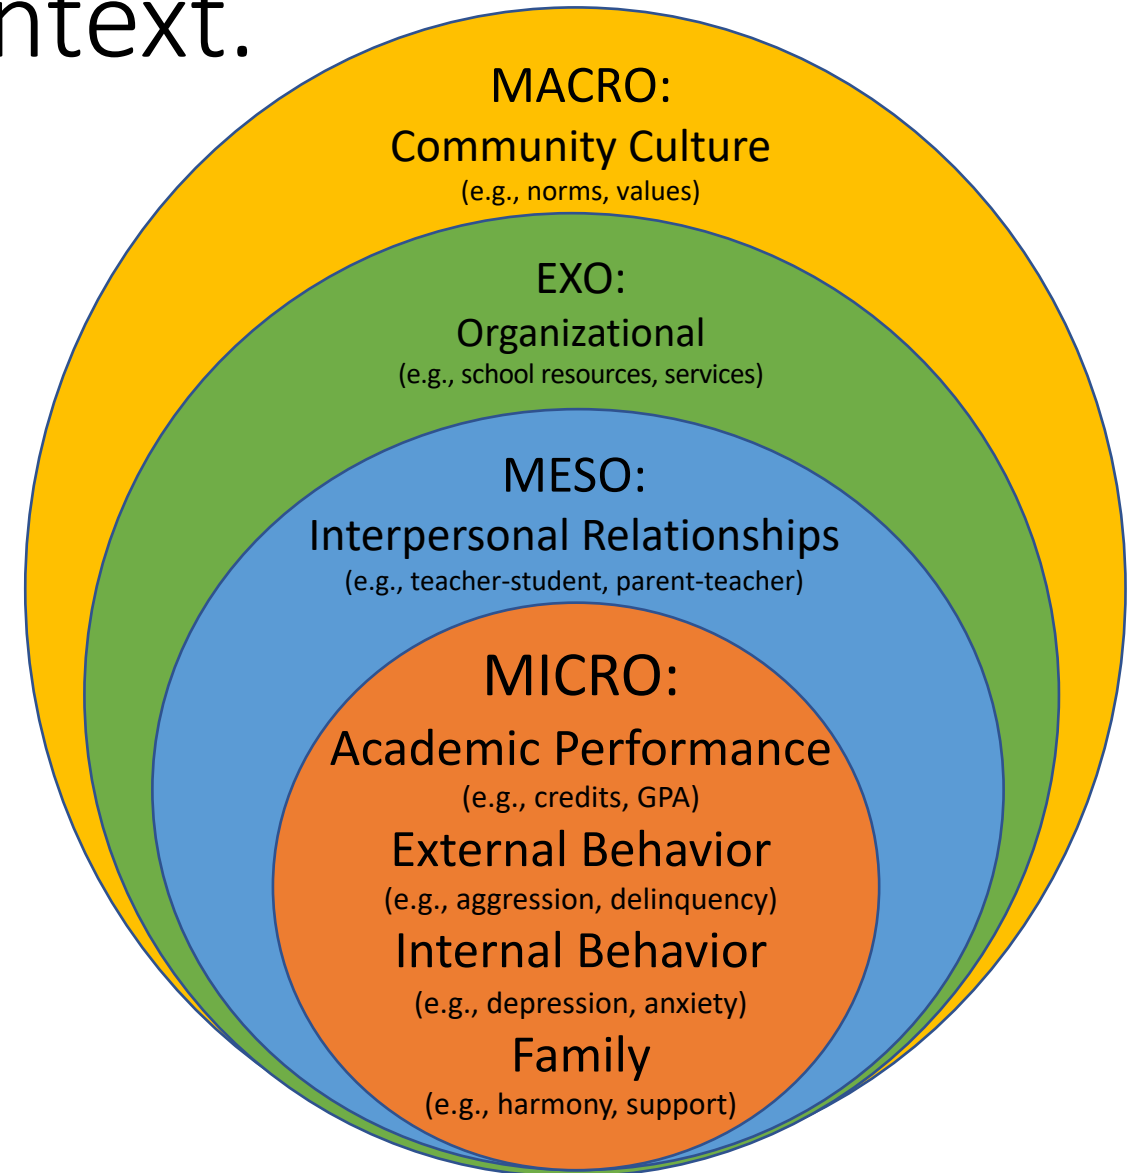 ntext.
MACRO:
Community Culture
(e.g., norms, values)
EXO:
Organizational
(e.g., school resources, services)
MESO:
Interpersonal Relationships
(e.g., teacher-student, parent-teacher)
MICRO:
Academic Performance
(e.g., credits, GPA)
External Behavior
(e.g., aggression, delinquency)
Internal Behavior
(e.g., depression, anxiety)
Family
(e.g., harmony, support)